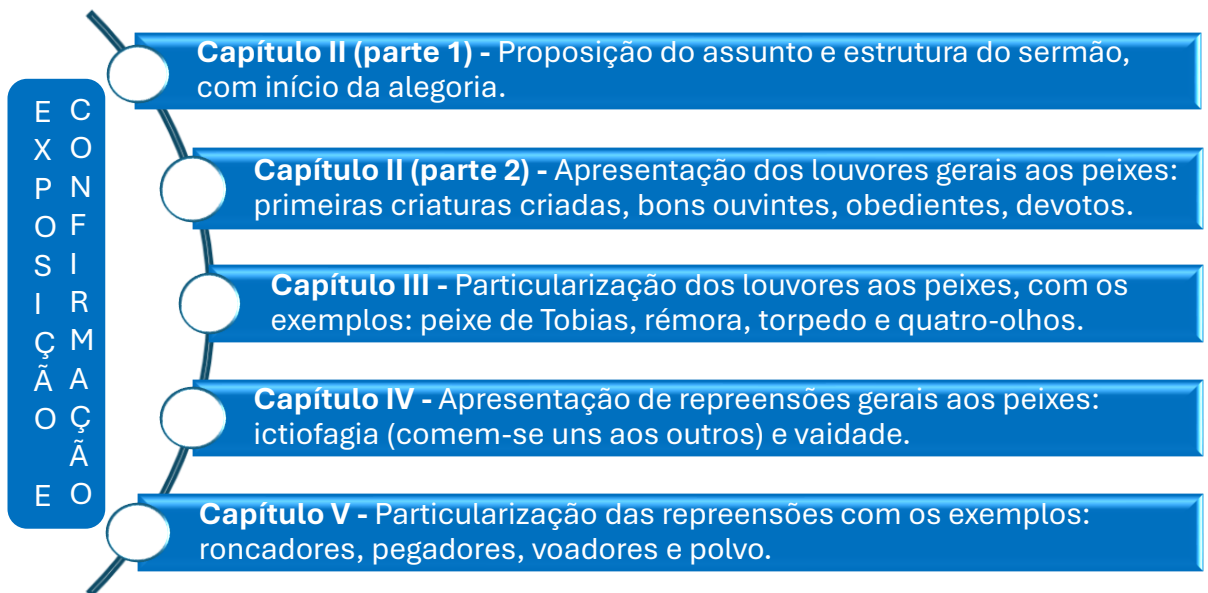 EXPOSIÇÃO E
CONFIRMAÇÃO
Capítulo II (parte 1) - Proposição do assunto e estrutura do sermão,
com início da alegoria.
Capítulo II (parte 2) - Apresentação dos louvores gerais aos peixes:
primeiras criaturas criadas, bons ouvintes, obedientes, devotos.
Capítulo III - Particularização dos louvores aos peixes, com os
exemplos: peixe de Tobias, rémora, torpedo e quatro-olhos.
Capítulo IV - Apresentação de repreensões gerais aos peixes:
ictiofagia (comem-se uns aos outros) e vaidade.
Capítulo V - Particularização das repreensões com os exemplos:
roncadores, pegadores, voadores e polvo.